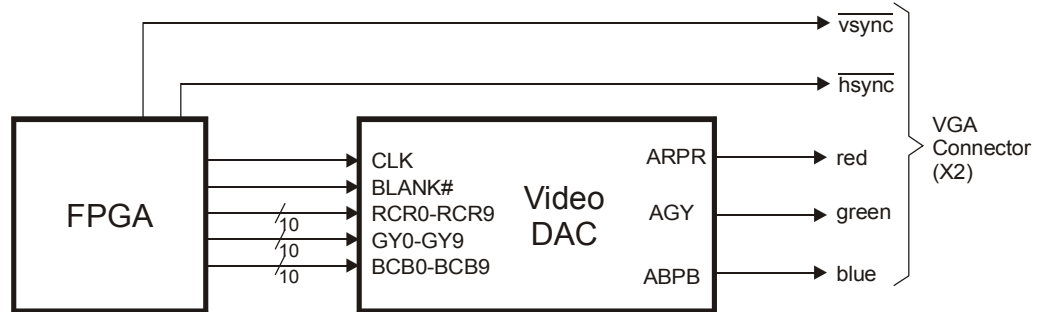 vsync
hsync
VGA
Connector
(X2)
FPGA
CLK
BLANK#
RCR0-RCR9
GY0-GY9
BCB0-BCB9
10
10
10
Video
DAC
ARPR
AGY
ABPB
red
green
blue